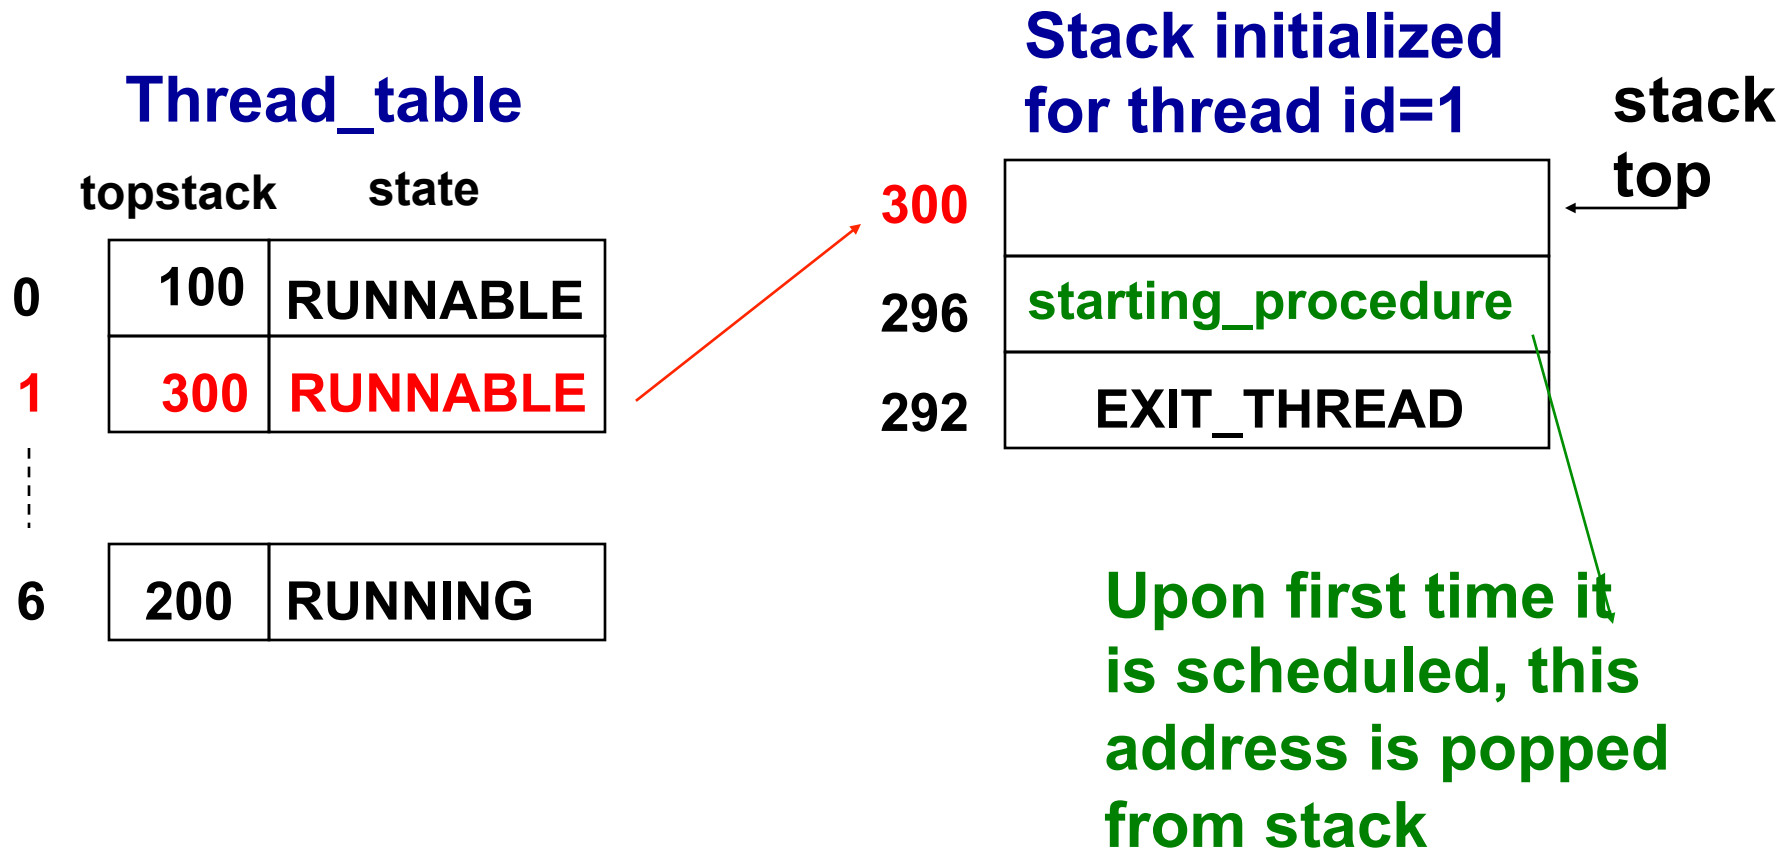 Thread_table
topstack state
0 100 RUNNABLE
1 300 RUNNABLE
6 200 RUNNING
Stack initialized
for thread id=1
stack
top
300
296 starting_procedure
292 EXIT_THREAD
Upon first time it
is scheduled, this
address is popped
from stack